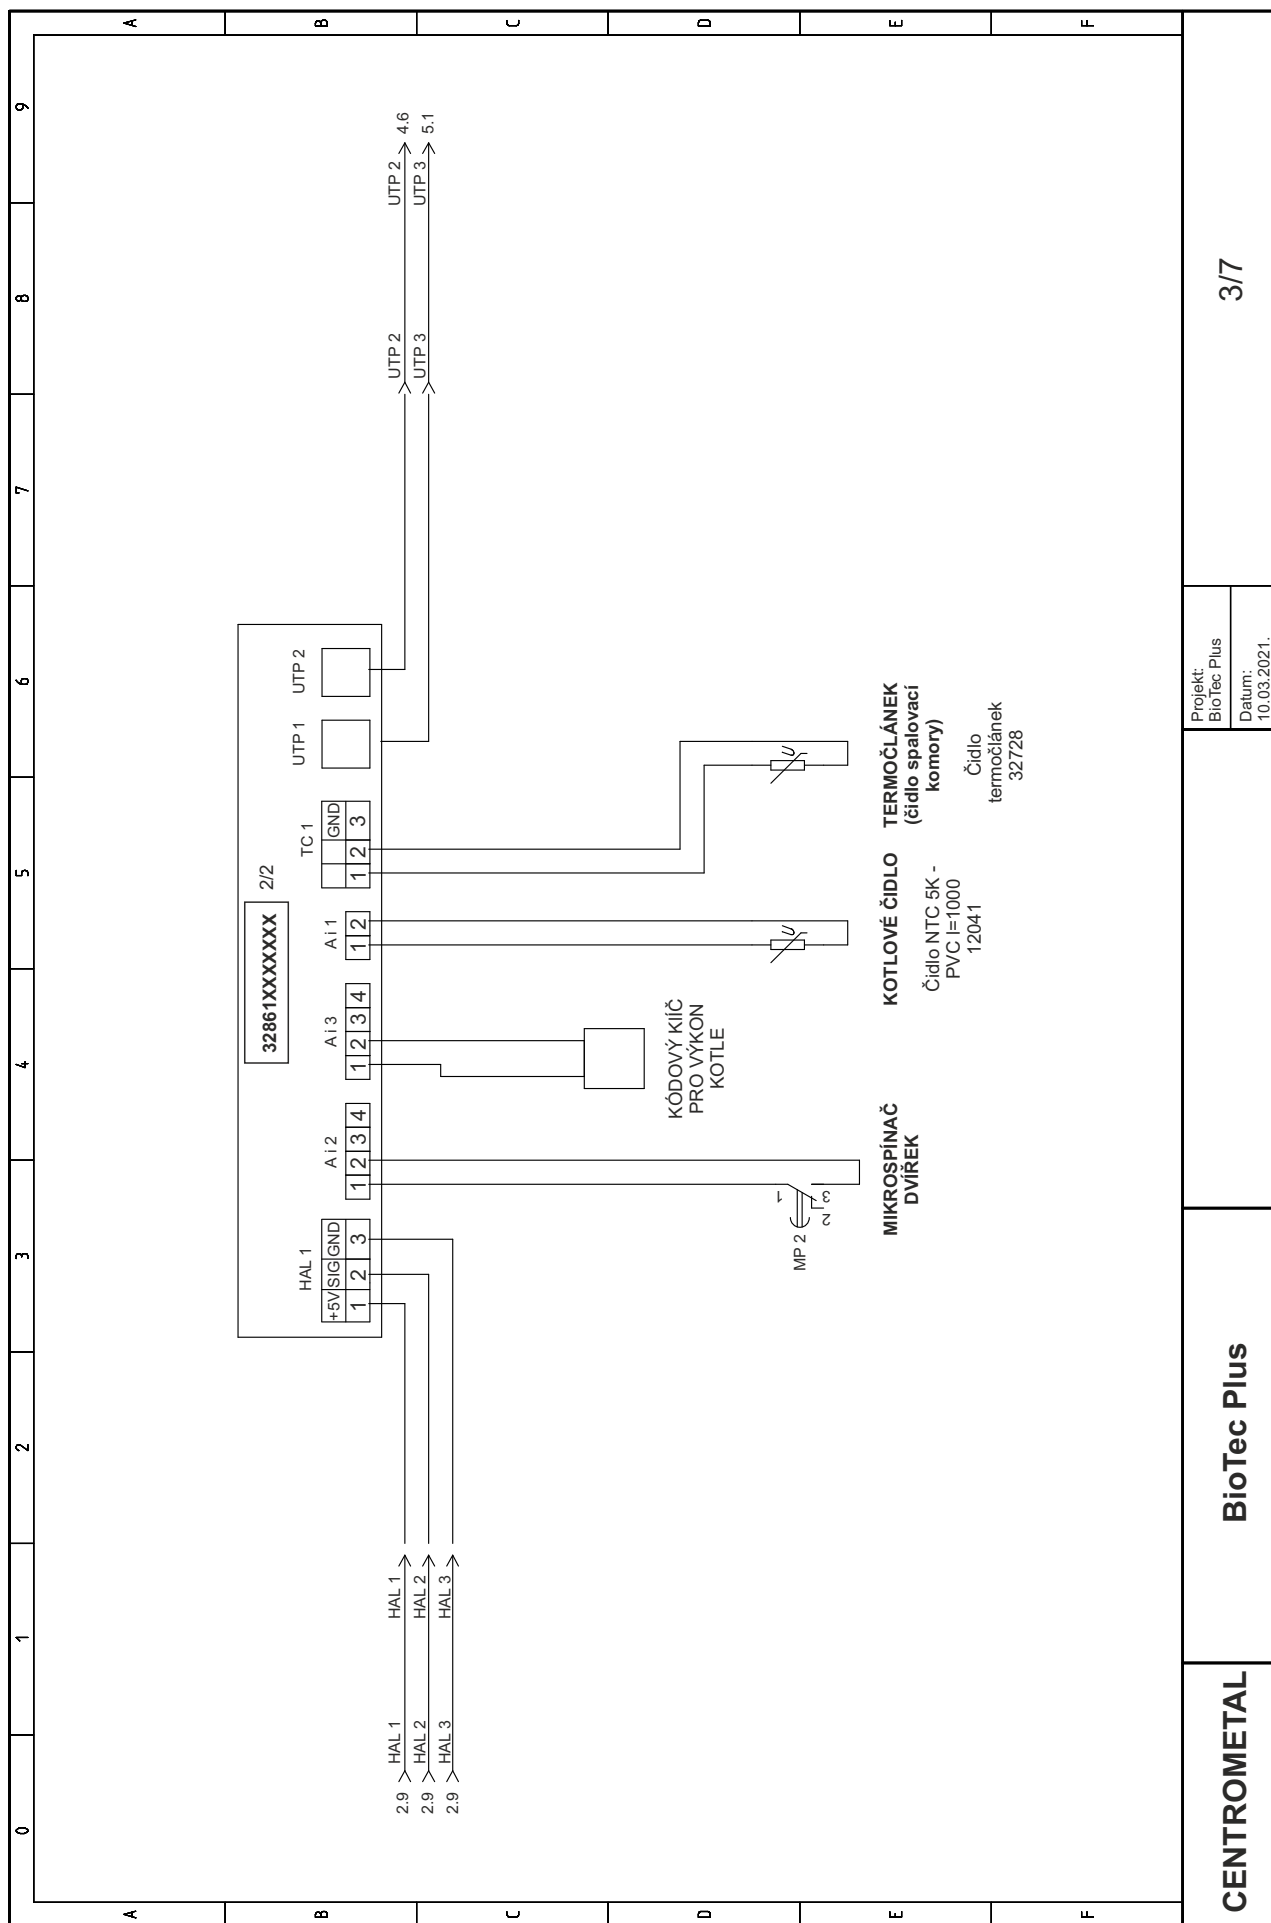 0 1 2 3 4 5 6 7 8 9
A
B
C
D
E
F
A
B
C
D
E
F
32861XXXXXXX 2/2
HAL 1
+5V SIG GND
1 2 3
A i 2
1 2 3 4
A i 3
1 2 3 4
A i 1
1 2
TC 1
GND
1 2 3
UTP 1
UTP 2
2.9 HAL 1 HAL 1
2.9 HAL 2 HAL 2
2.9 HAL 3 HAL 3
UTP 2 UTP 2 4.6
UTP 3 UTP 3 5.1
KÓDOVÝ KlÍČ
PRO VÝKON
KOTLE
MP 2
1
2
3
U
U
MIKROSPÍNAČ
DVÍŘEK
KOTLOVÉ ČIDLO
Čidlo NTC 5K -
PVC l=1000
12041
TERMOČLÁNEK
(čidlo spalovací
komory)
Čidlo
termočlánek
32728
CENTROMETAL
BioTec Plus
Projekt:
BioTec Plus
Datum:
10.03.2021.
3/7